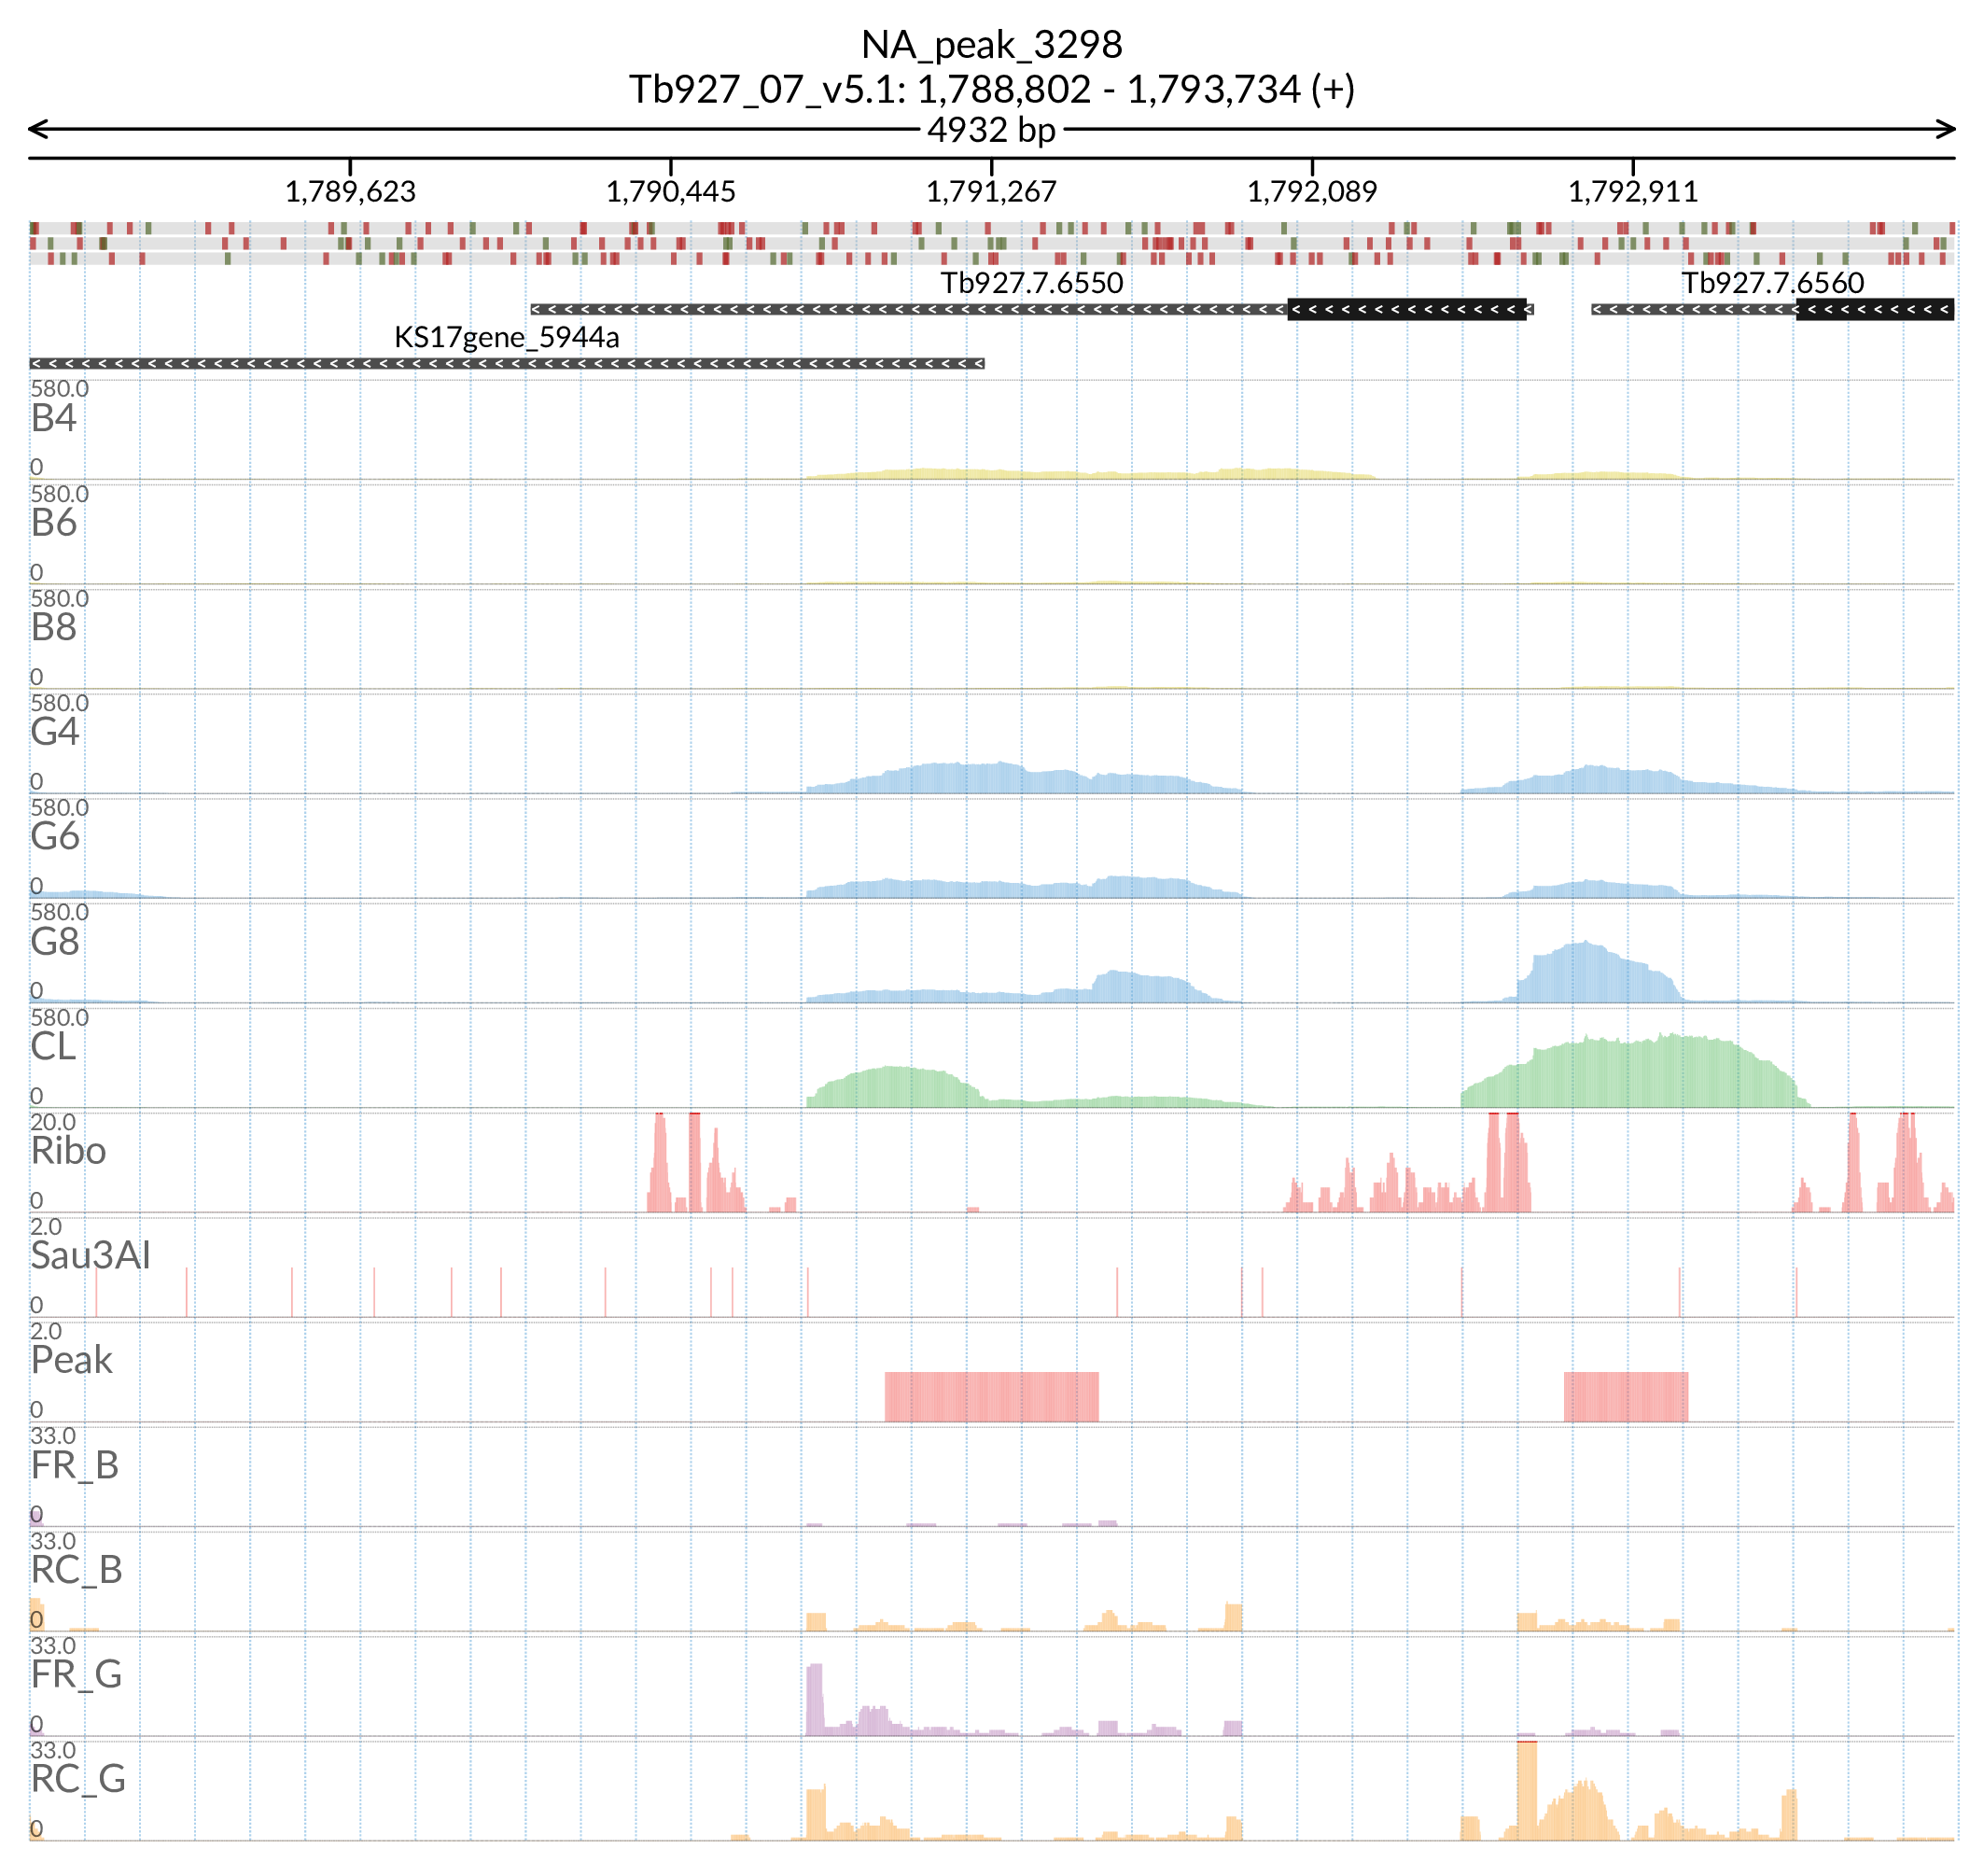 NA_peak_3298
Tb927_07_v5.1: 1,788,802 - 1,793,734 (+)
4932 bp
1,789,623 1,790,445 1,791,267 1,792,089 1,792,911
Tb927.7.6550 Tb927.7.6560
KS17gene_5944a
580.0
B4
0
580.0
B6
0
580.0
B8
0
580.0
G4
0
580.0
G6
0
580.0
G8
0
580.0
CL
0
20.0
Ribo
0
2.0
Sau3AI
0
2.0
Peak
0
33.0
FR_B
0
33.0
RC_B
0
33.0
FR_G
0
33.0
RC_G
0